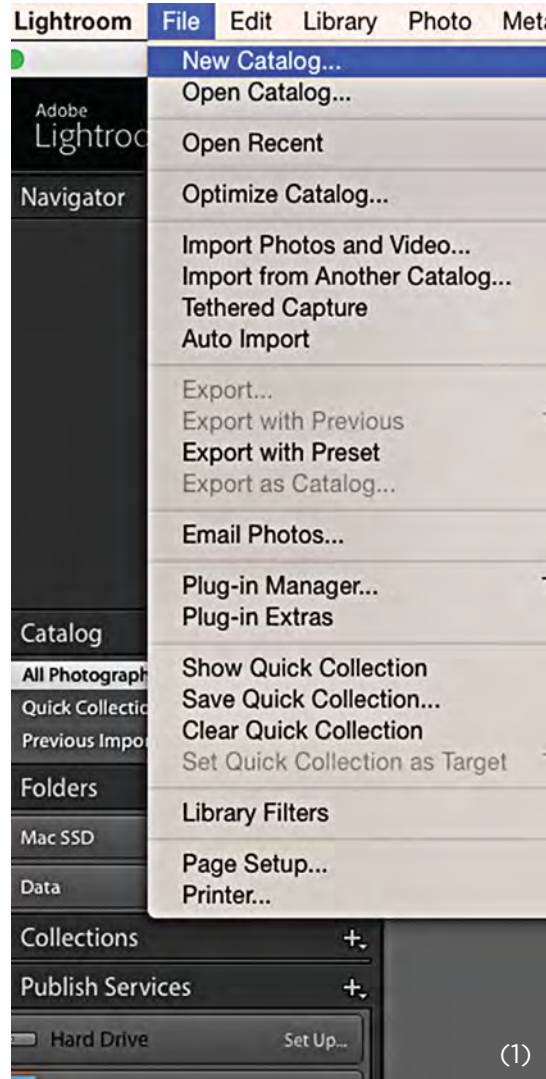 Lightroom File Edit Library Photo
New Catalog...
Open Catalog...
Adobe
Open Recent
Navigator
Optimize Catalog...
Import Photos and Video...
Import from Another Catalog...
Tethered Capture
Auto Import
Export...
Export with Previous
Export with Preset
Export as Catalog...
Email Photos...
Plug-in Manager...
Plug-in Extras
Catalog
All
Show Quick Collection
Quick
Save Quick Collection...
Previous
Clear Quick Collection
Set Quick Collection as Target
Folders
Library Filters
Mac SSD
Page Setup...
Data
Printer...
Collections +
Publish Services +
Hard Drive Set Up...
(1)